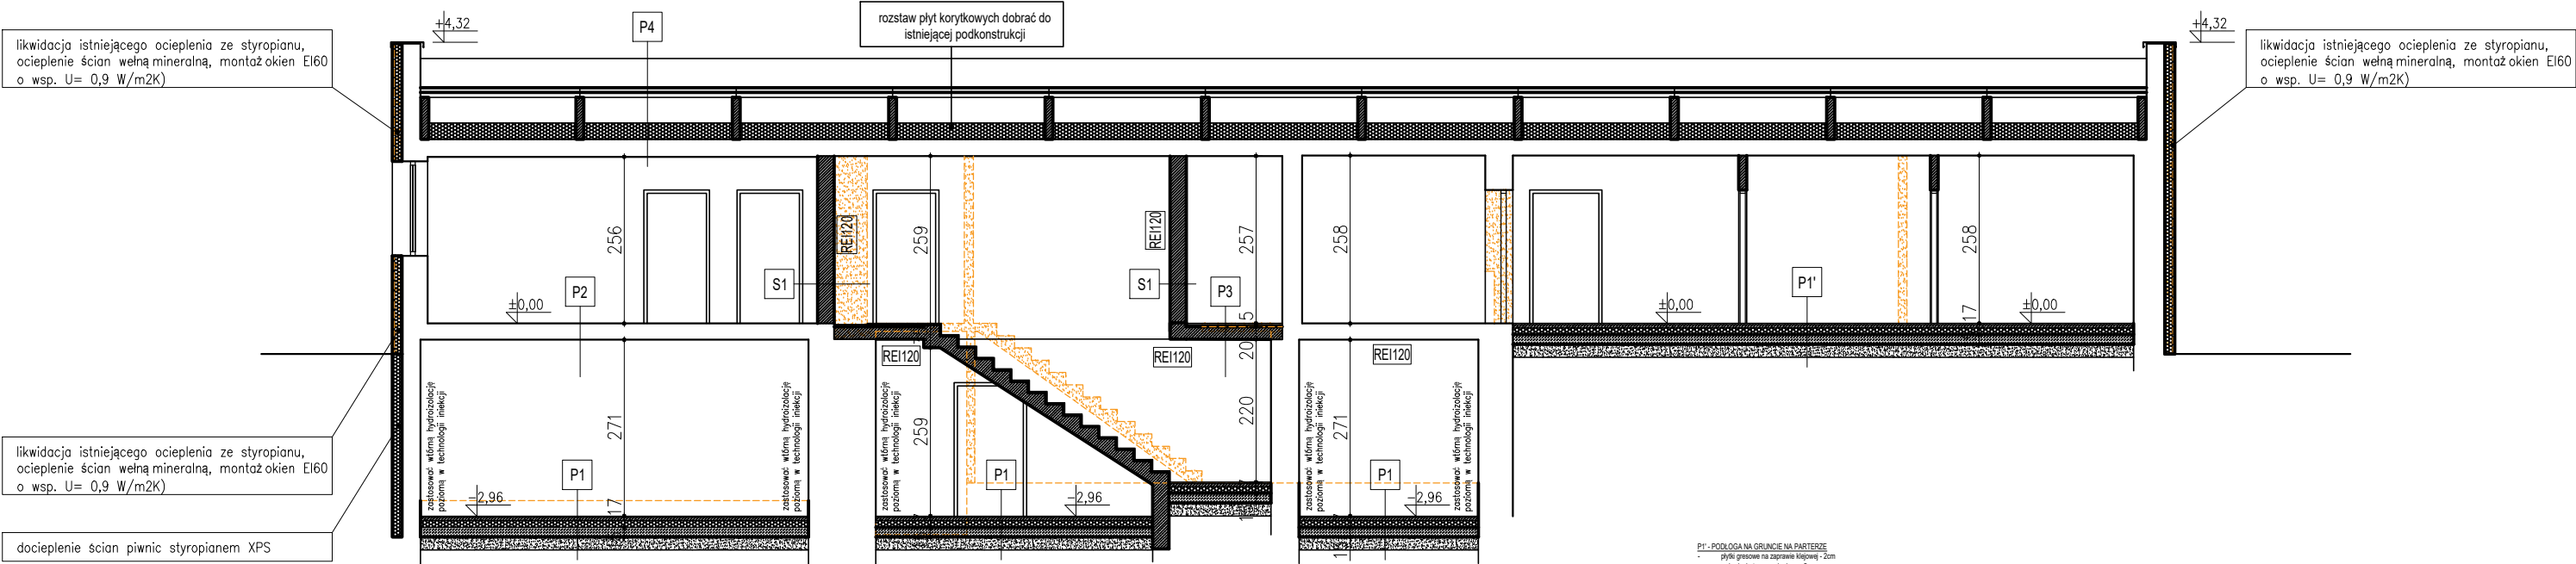 likwidacja istniejącego ocieplenia ze styropianu,
ocieplenie ścian wełną mineralną, montaż okien EI60
o wsp. U= 0,9 W/m2K)
+4,32
P4
rozstaw płyt korytkowych dobrać do
istniejącej podkonstrukcji
+4,32
likwidacja istniejącego ocieplenia ze styropianu,
ocieplenie ścian wełną mineralną, montaż okien EI60
o wsp. U= 0,9 W/m2K)
256
REI120
259
REI120
257
258
258
P2
S1
S1
P3
P1'
±0,00
±0,00
±0,00
5
17
20
REI120
REI120
REI120
zastosować wtórną hydroizolację
poziomą w technologii iniekcji
271
zastosować wtórną hydroizolację
poziomą w technologii iniekcji
zastosować wtórną hydroizolację
poziomą w technologii iniekcji
259
220
zastosować wtórną hydroizolację
poziomą w technologii iniekcji
271
zastosować wtórną hydroizolację
poziomą w technologii iniekcji
likwidacja istniejącego ocieplenia ze styropianu,
ocieplenie ścian wełną mineralną, montaż okien EI60
o wsp. U= 0,9 W/m2K)
P1
P1
P1
-2,96
-2,96
-2,96
17
docieplenie ścian piwnic styropianem XPS
P1' - PODŁOGA NA GRUNCIE NA PARTERZE
- płytki gresowe na zaprawie klejowej - 2cm